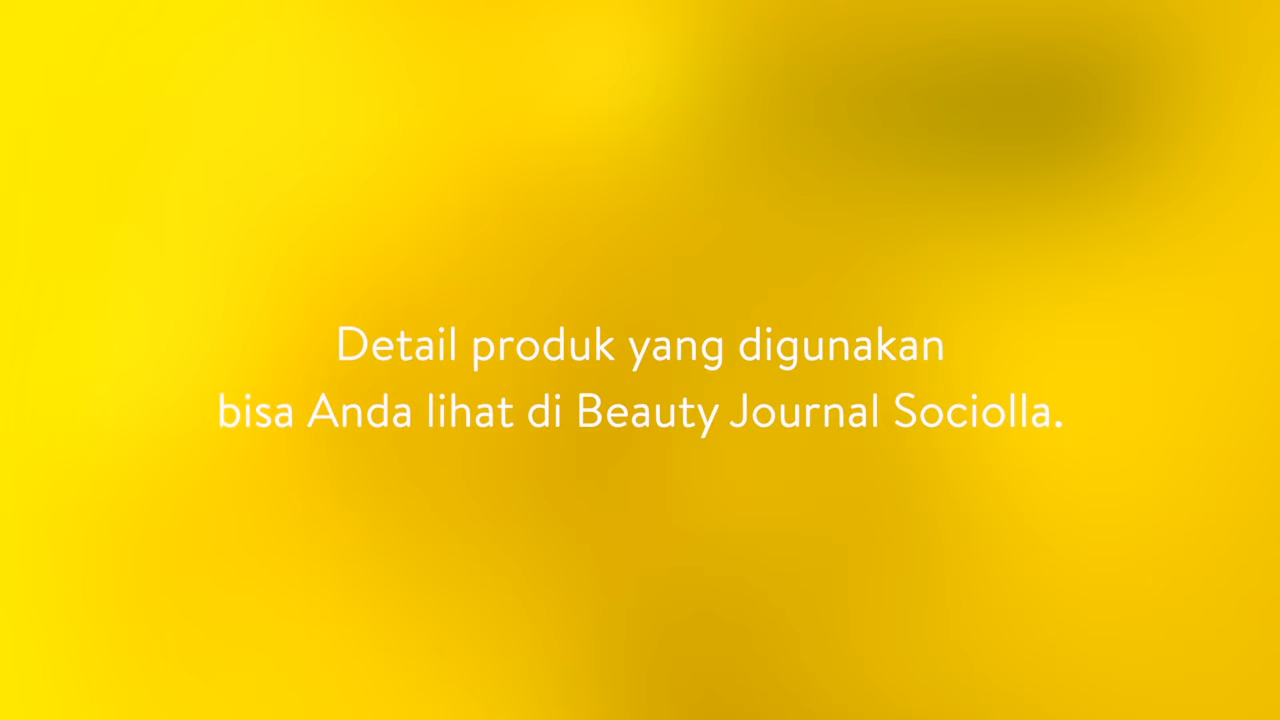 Detail produk yang digunakan
bisa Anda lihat di Beauty Journal Sociolla.